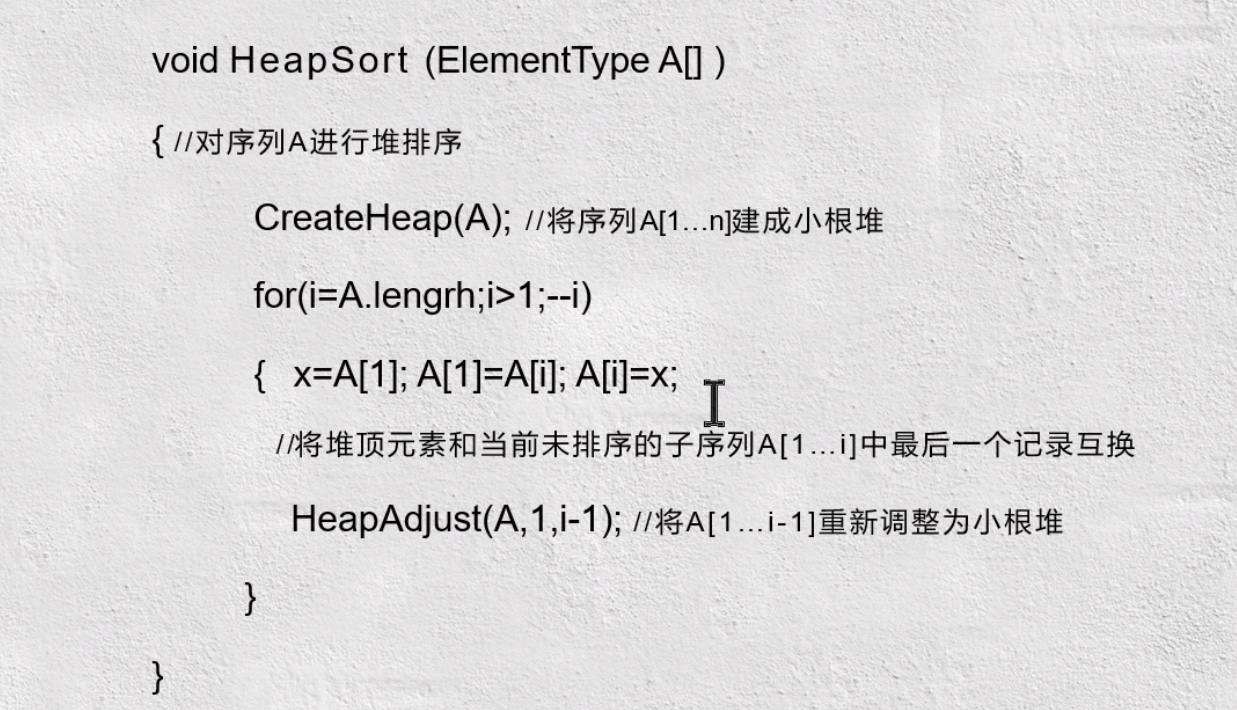 void HeapSort (ElementType A[] )
{ //对序列A进行堆排序
CreateHeap(A); //将序列A[1...n]建成小根堆
for(i=A.lengrh;i>1;--i)
{ x=A[1]; A[1]=A[i]; A[i]=x;
//将堆顶元素和当前未排序的子序列A[1...i]中最后一个记录互换
HeapAdjust(A,1,i-1); //将A[1...i-1]重新调整为小根堆
}
}